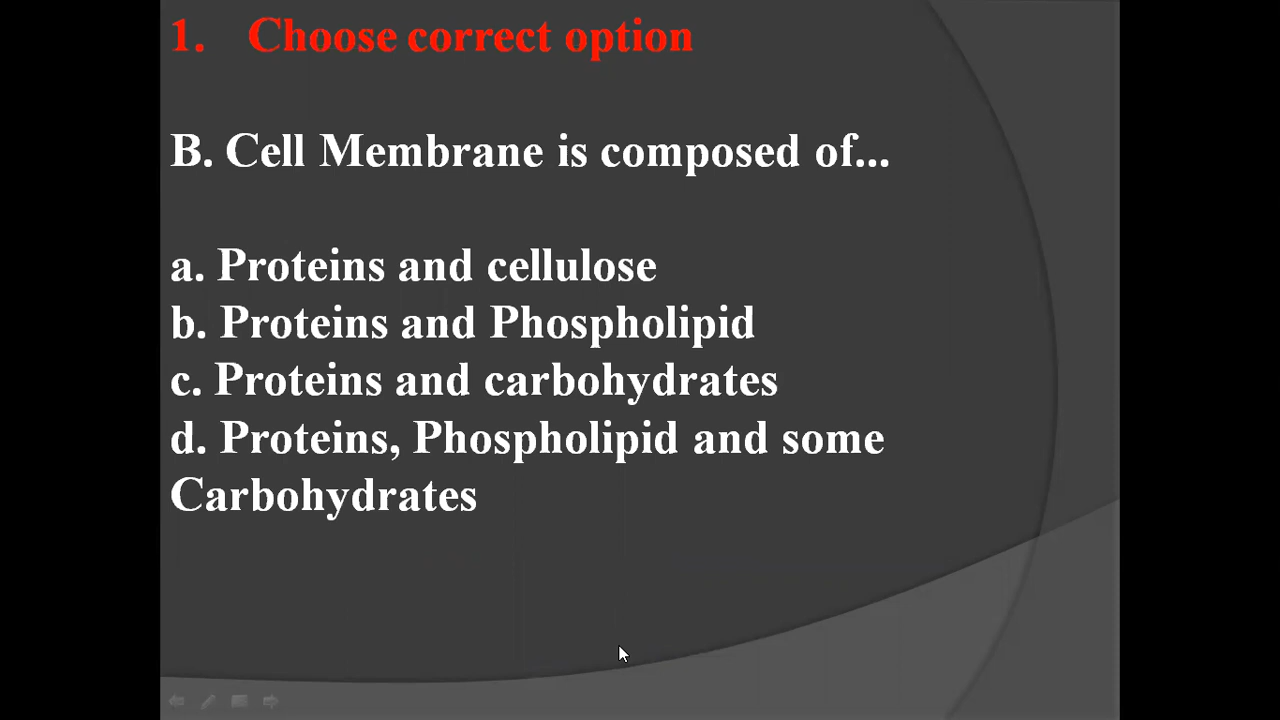 1. Choose correct option
B. Cell Membrane is composed of...
a. Proteins and cellulose
b. Proteins and Phospholipid
c. Proteins and carbohydrates
d. Proteins, Phospholipid and some
Carbohydrates